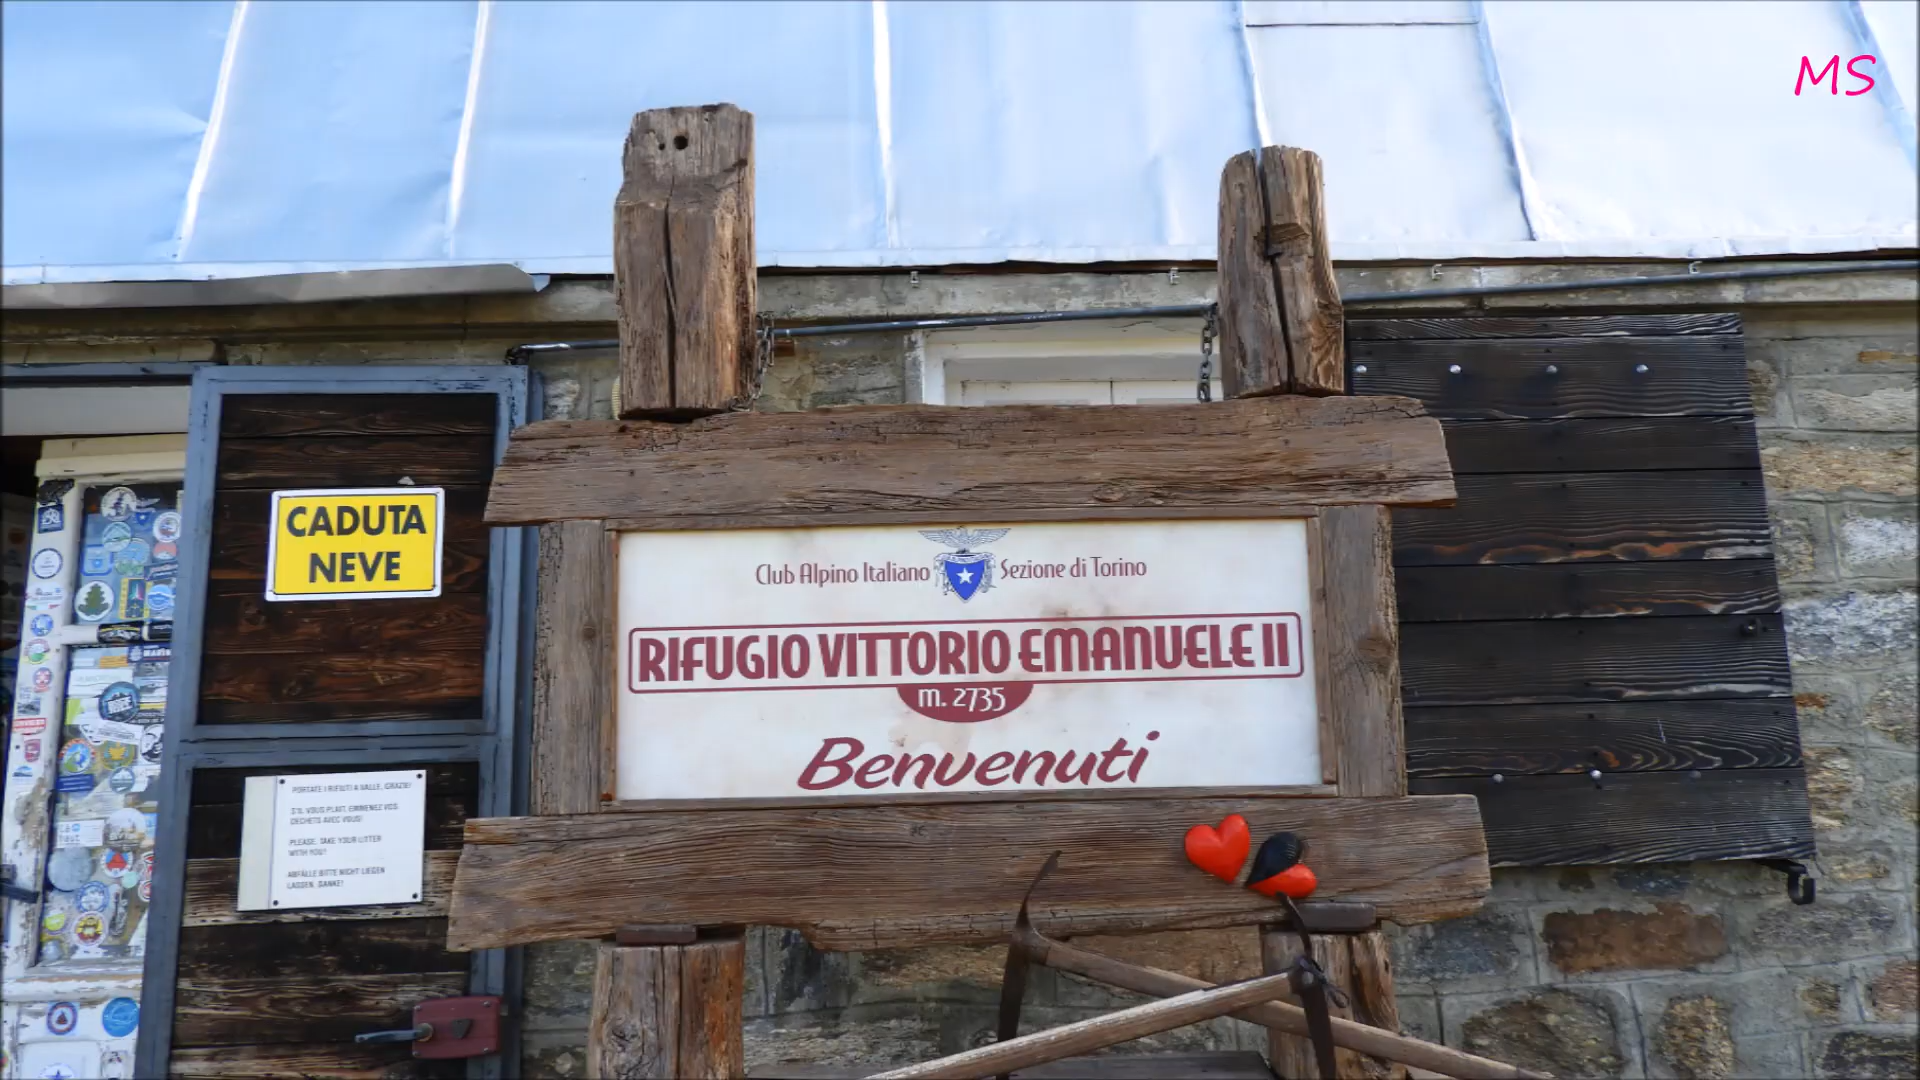 MS
CADUTA
NEVE
Club Alpino Italiano Sezione di Torino
RIFUGIO VITTORIO EMANUELE II
m. 2735
Benvenuti
PORTATE I RIFIUTI A VALLE, GRAZIE!
S'IL VOUS PLAIT, EMMENEZ VOS
DECHETS AVEC VOUS!
PLEASE, TAKE YOUR LITTER
WITH YOU!
ABFÄLLE BITTE NICHT LIEGEN
LASSEN, DANKE!